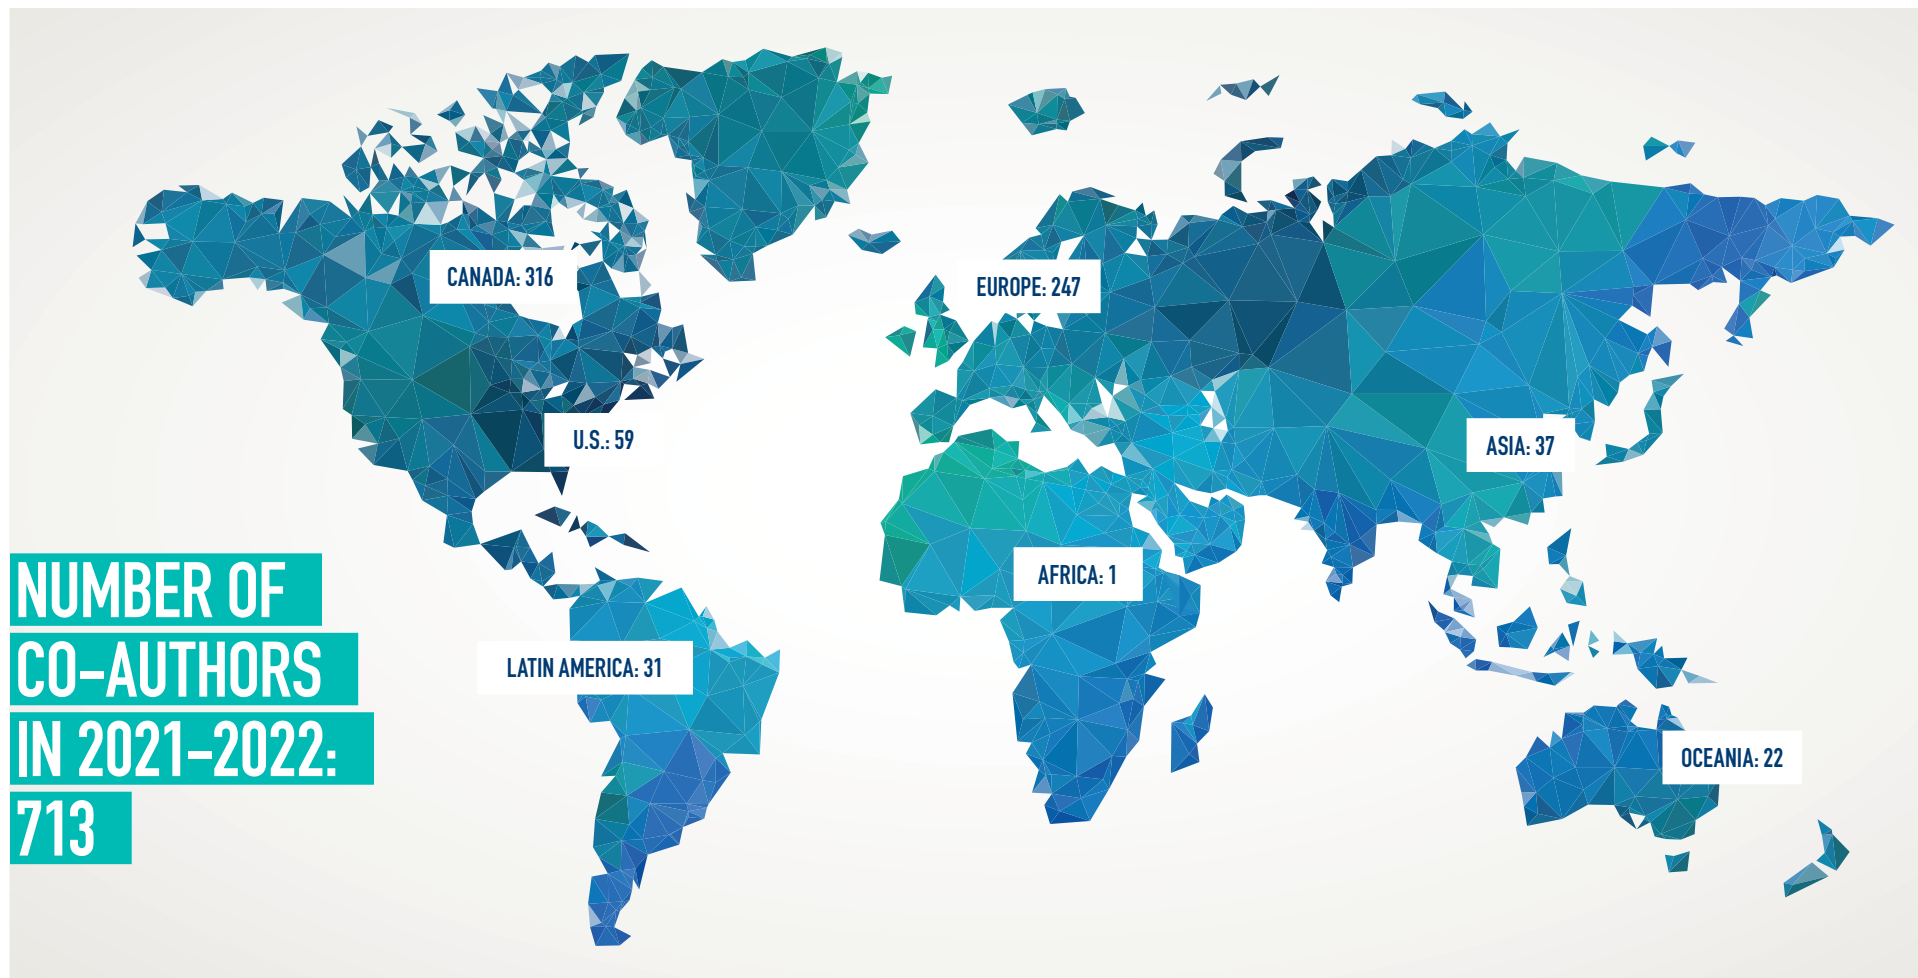 CANADA: 316
EUROPE: 247
U.S.: 59
ASIA: 37
AFRICA: 1
LATIN AMERICA: 31
OCEANIA: 22
NUMBER OF
CO-AUTHORS
IN 2021-2022:
713